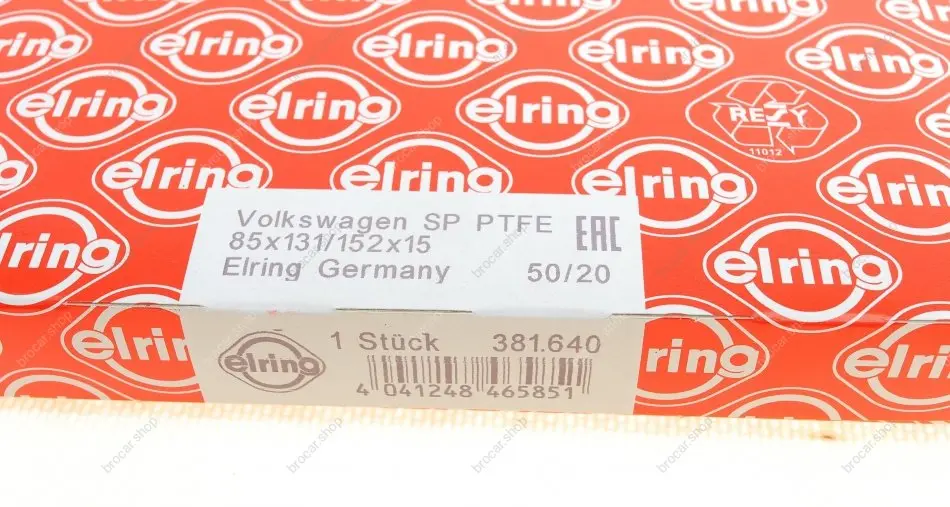 elring
RESY
11012
Volkswagen SP PTFE EAC
85x131/152x15
Elring Germany 50/20
elring
1 Stück 381.640
4 041248 465851
brocar.shop